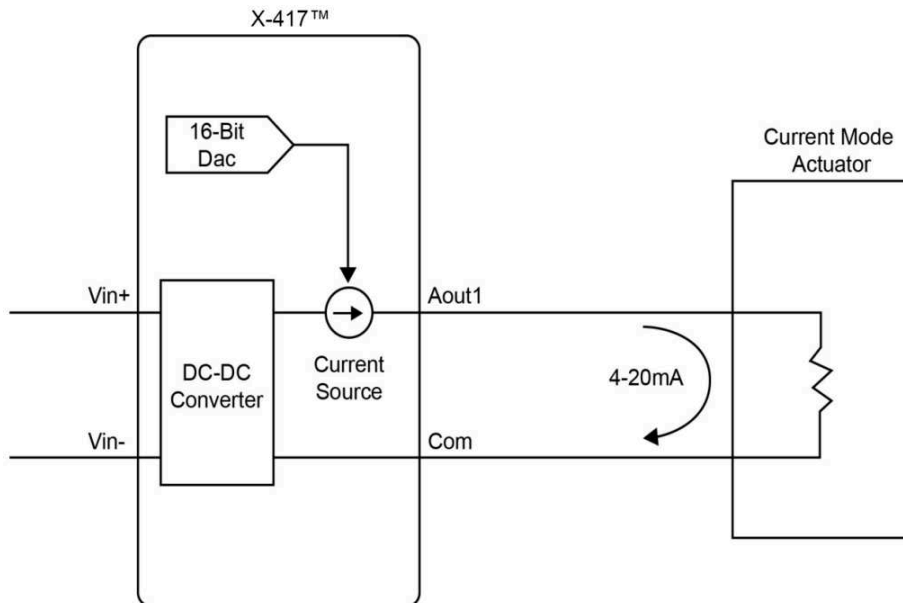 X-417™
16-Bit
Dac
Current Mode
Actuator
Vin+
Aout1
DC-DC
Converter
Current
Source
4-20mA
Vin-
Com